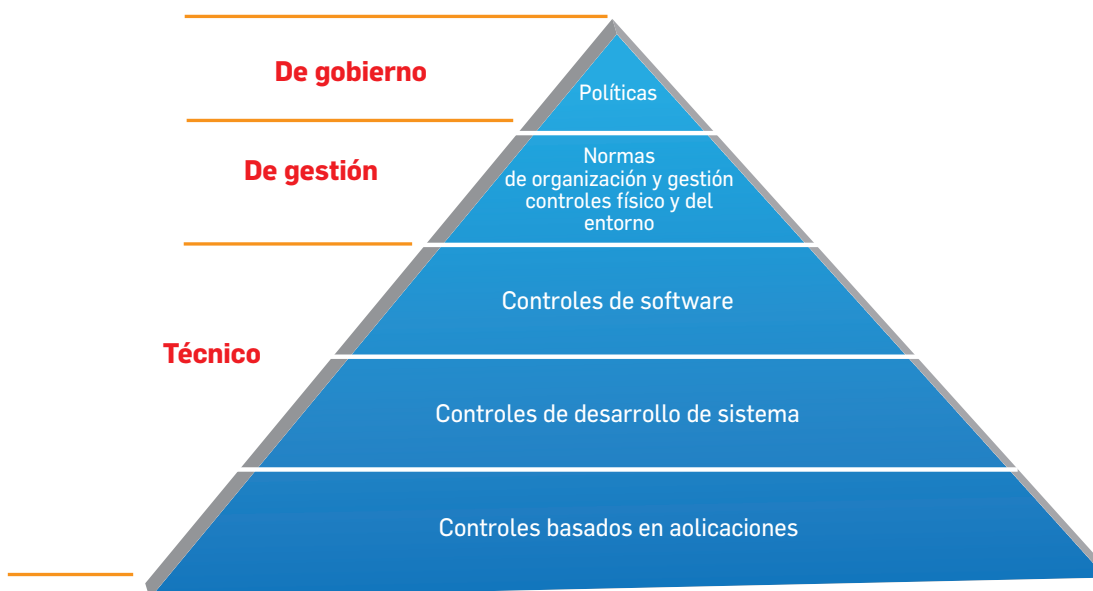 De gobierno
Políticas
De gestión
Normas
de organización y gestión
controles físico y del
entorno
Controles de software
Técnico
Controles de desarrollo de sistema
Controles basados en aolicaciones